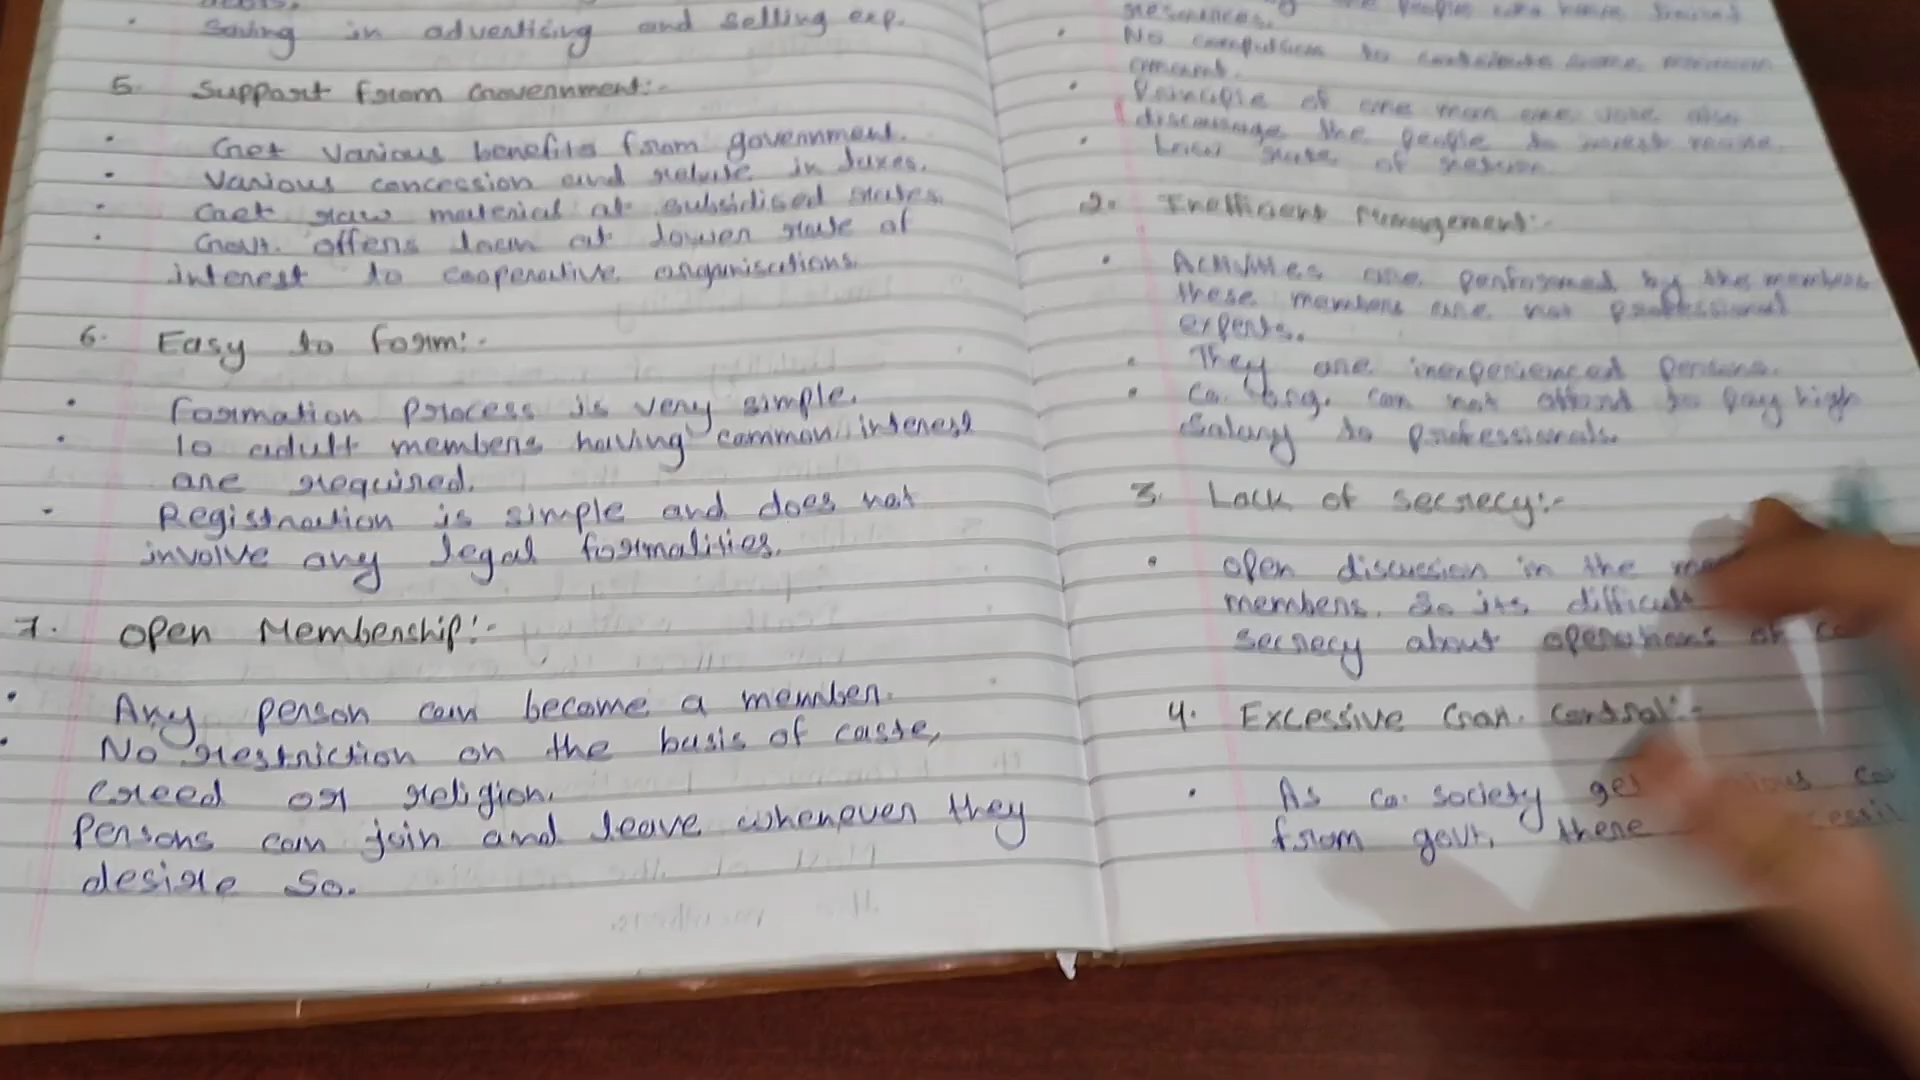 Saving in advertising and selling exp.
5. Support from Government:-
• Get various benefits from government.
• Various concession and in taxes.
• Get raw material at subsidised rates.
• Govt. offers loan at lower rate of
interest to cooperative organisations.
6. Easy to form:-
• Formation process is very simple.
• 10 adult members having common interest
are required.
• Registration is simple and does not
involve any legal formalities.
7. Open Membership:-
• Any person can become a member.
• No restriction on the basis of caste,
creed or religion.
Persons can join and leave whenever they
desire so.
resources.
• No compulsion to contribute some minimum
amount.
• Principle of one man one vote also
discourage the people to invest more.
• Low rate of return.
2. Inefficient Management:-
• Activities are performed by the members
these members are not professional
experts.
• They are inexperienced persons.
• Co. org. can not afford to pay high
salary to professionals.
3. Lack of secrecy:-
• Open discussion in the
members. So its difficult
secrecy about operations of
4. Excessive Gov. control:-
• As co. society
from govt. there